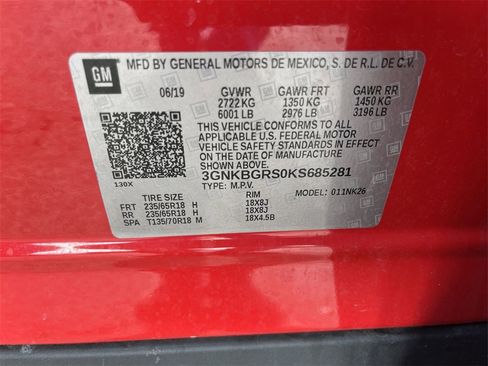 GM
MFD BY GENERAL MOTORS DE MEXICO, S. DE R.L. DE C.V.
06/19 GVWR GAWR FRT GAWR RR
2722 KG 1350 KG 1450 KG
6001 LB 2976 LB 3196 LB
THIS VEHICLE CONFORMS TO ALL
APPLICABLE U.S. FEDERAL MOTOR
VEHICLE SAFETY STANDARDS IN EFFECT
ON THE DATE OF MANUFACTURE SHOWN ABOVE.
3GNKBGRS0KS685281
130X TYPE: M.P.V. MODEL: 011NK26
TIRE SIZE RIM
FRT 235/65R18 H 18X8J
RR 235/65R18 H 18X8J
SPA T135/70R18 M 18X4.5B